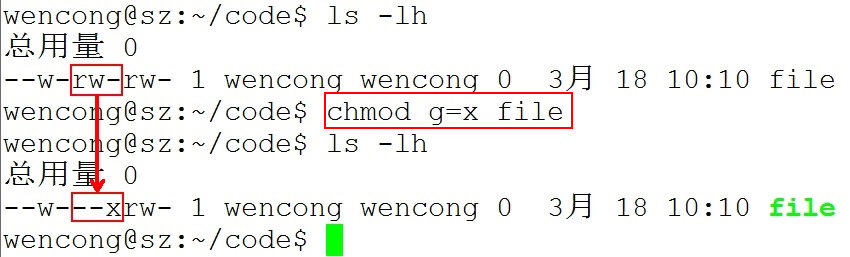 wencong@sz:~/code$ ls -lh
总用量 0
--w-rw-rw- 1 wencong wencong 0  3月  18 10:10 file
wencong@sz:~/code$ chmod g=x file
wencong@sz:~/code$ ls -lh
总用量 0
--w---xrw- 1 wencong wencong 0  3月  18 10:10 file
wencong@sz:~/code$